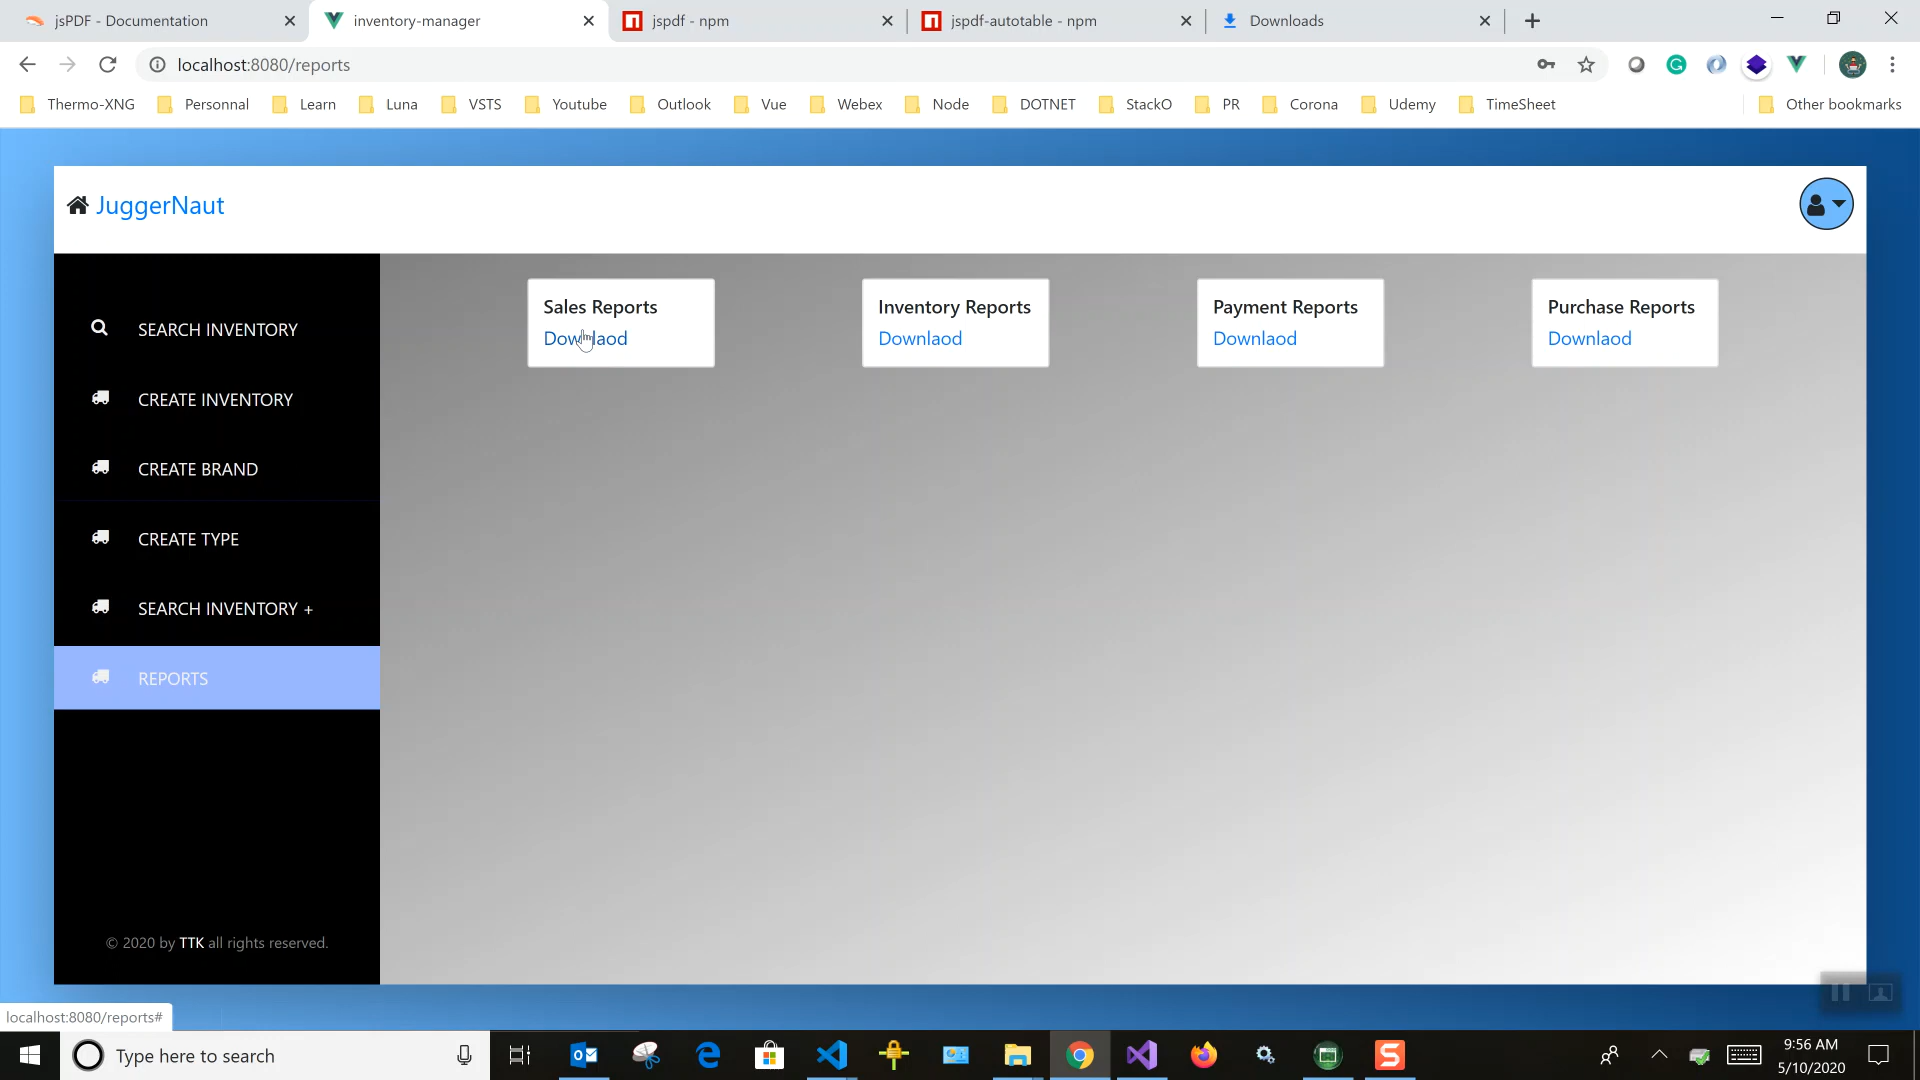 jsPDF - Documentation
inventory-manager
jspdf - npm
jspdf-autotable - npm
Downloads
localhost:8080/reports
Thermo-XNG
Personnal
Learn
Luna
VSTS
Youtube
Outlook
Vue
Webex
Node
DOTNET
StackO
PR
Corona
Udemy
TimeSheet
Other bookmarks
JuggerNaut
SEARCH INVENTORY
CREATE INVENTORY
CREATE BRAND
CREATE TYPE
SEARCH INVENTORY +
REPORTS
© 2020 by TTK all rights reserved.
Sales Reports
Downlaod
Inventory Reports
Downlaod
Payment Reports
Downlaod
Purchase Reports
Downlaod
localhost:8080/reports#
Type here to search
9:56 AM
5/10/2020